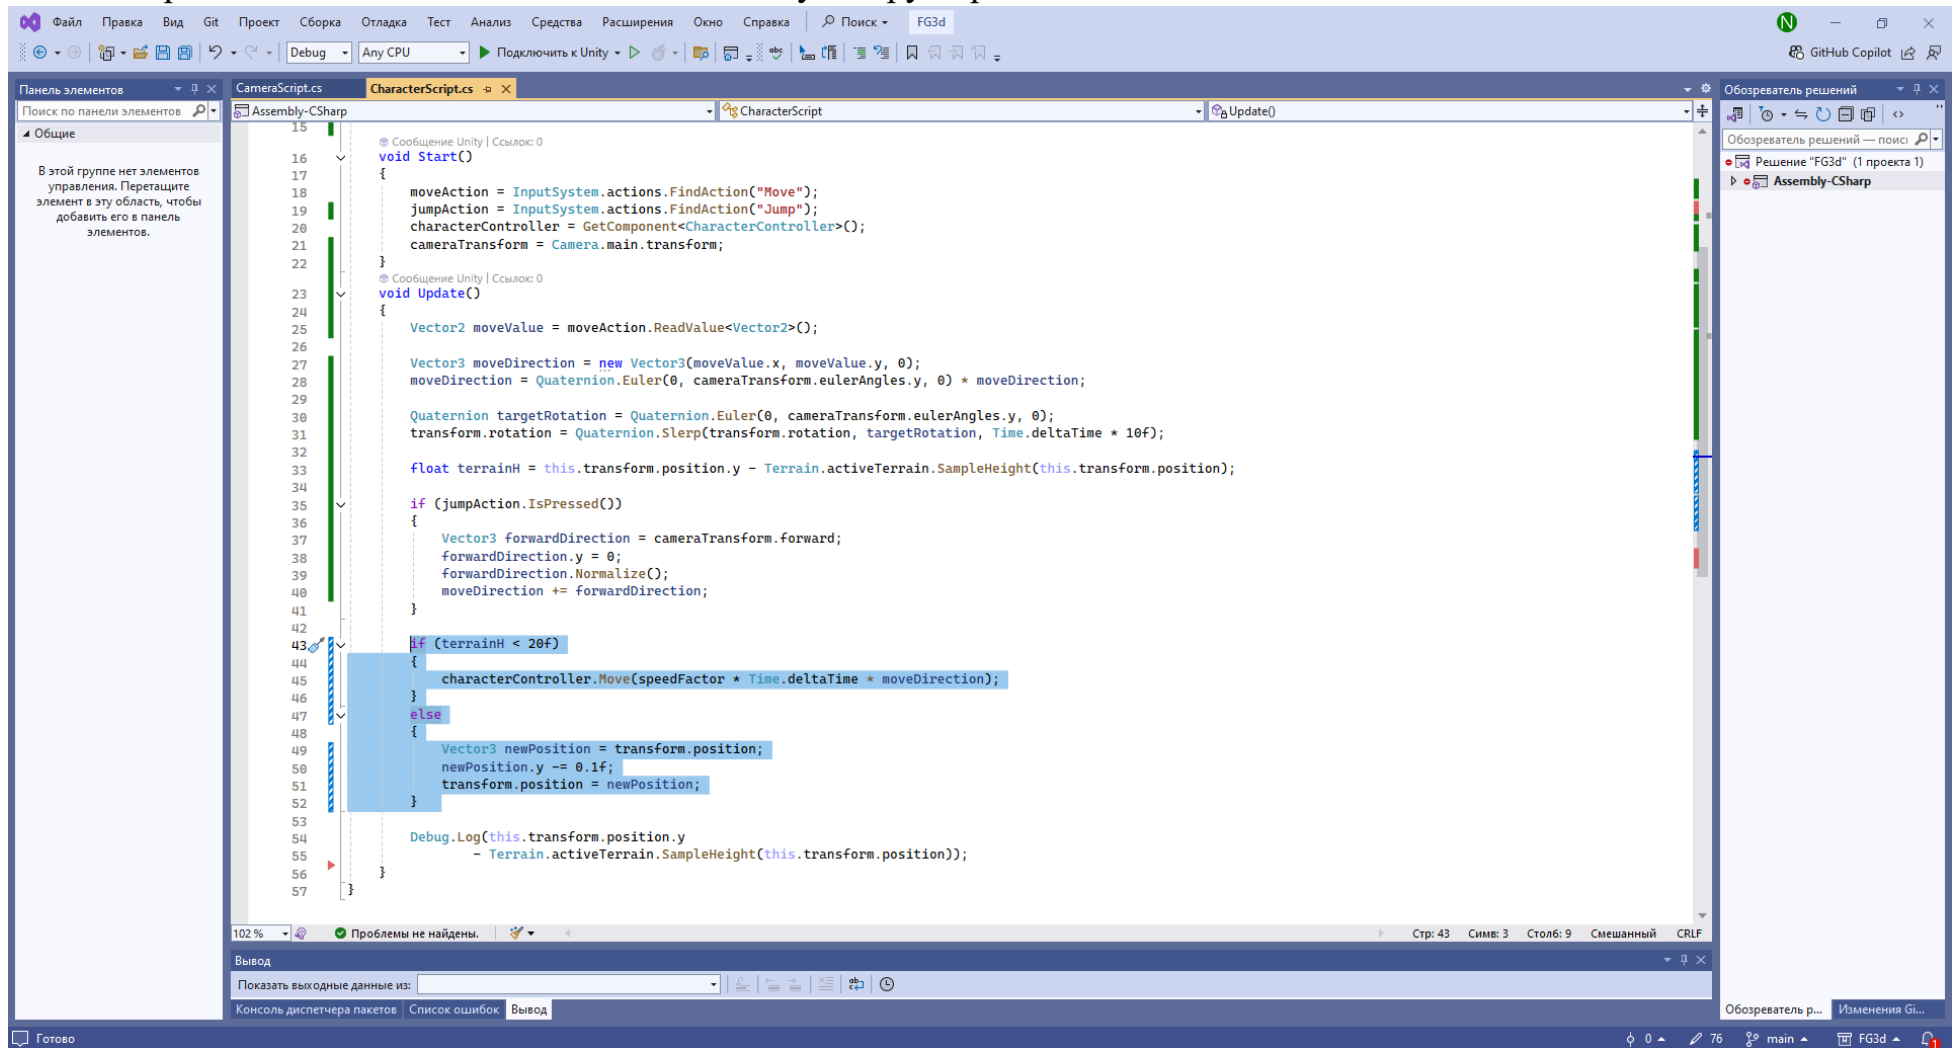 Файл Правка Вид Git Проект Сборка Отладка Тест Анализ Средства Расширения Окно Справка Поиск FG3d N
Debug Any CPU Подключить к Unity GitHub Copilot
Панель элементов
Поиск по панели элементов
Общие
В этой группе нет элементов
управления. Перетащите
элемент в эту область, чтобы
добавить его в панель
элементов.
CameraScript.cs CharacterScript.cs
Assembly-CSharp CharacterScript Update()
15
Сообщение Unity | Ссылок: 0
16 void Start()
17 {
18 moveAction = InputSystem.actions.FindAction("Move");
19 jumpAction = InputSystem.actions.FindAction("Jump");
20 characterController = GetComponent<CharacterController>();
21 cameraTransform = Camera.main.transform;
22 }
Сообщение Unity | Ссылок: 0
23 void Update()
24 {
25 Vector2 moveValue = moveAction.ReadValue<Vector2>();
26
27 Vector3 moveDirection = new Vector3(moveValue.x, moveValue.y, 0);
28 moveDirection = Quaternion.Euler(0, cameraTransform.eulerAngles.y, 0) * moveDirection;
29
30 Quaternion targetRotation = Quaternion.Euler(0, cameraTransform.eulerAngles.y, 0);
31 transform.rotation = Quaternion.Slerp(transform.rotation, targetRotation, Time.deltaTime * 10f);
32
33 float terrainH = this.transform.position.y - Terrain.activeTerrain.SampleHeight(this.transform.position);
34
35 if (jumpAction.IsPressed())
36 {
37 Vector3 forwardDirection = cameraTransform.forward;
38 forwardDirection.y = 0;
39 forwardDirection.Normalize();
40 moveDirection += forwardDirection;
41 }
42
43 if (terrainH < 20f)
44 {
45 characterController.Move(speedFactor * Time.deltaTime * moveDirection);
46 }
47 else
48 {
49 Vector3 newPosition = transform.position;
50 newPosition.y -= 0.1f;
51 transform.position = newPosition;
52 }
53
54 Debug.Log(this.transform.position.y
55 - Terrain.activeTerrain.SampleHeight(this.transform.position));
56 }
57 }
102 % Проблемы не найдены. Стр: 43 Симв: 3 Столб: 9 Смешанный CRLF
Вывод
Показать выходные данные из:
Консоль диспетчера пакетов Список ошибок Вывод
Обозреватель решений
Обозреватель решений — поис
Решение "FG3d" (1 проекта 1)
Assembly-CSharp
Обозреватель р... Изменения Gi...
Готово 0 76 main FG3d 1